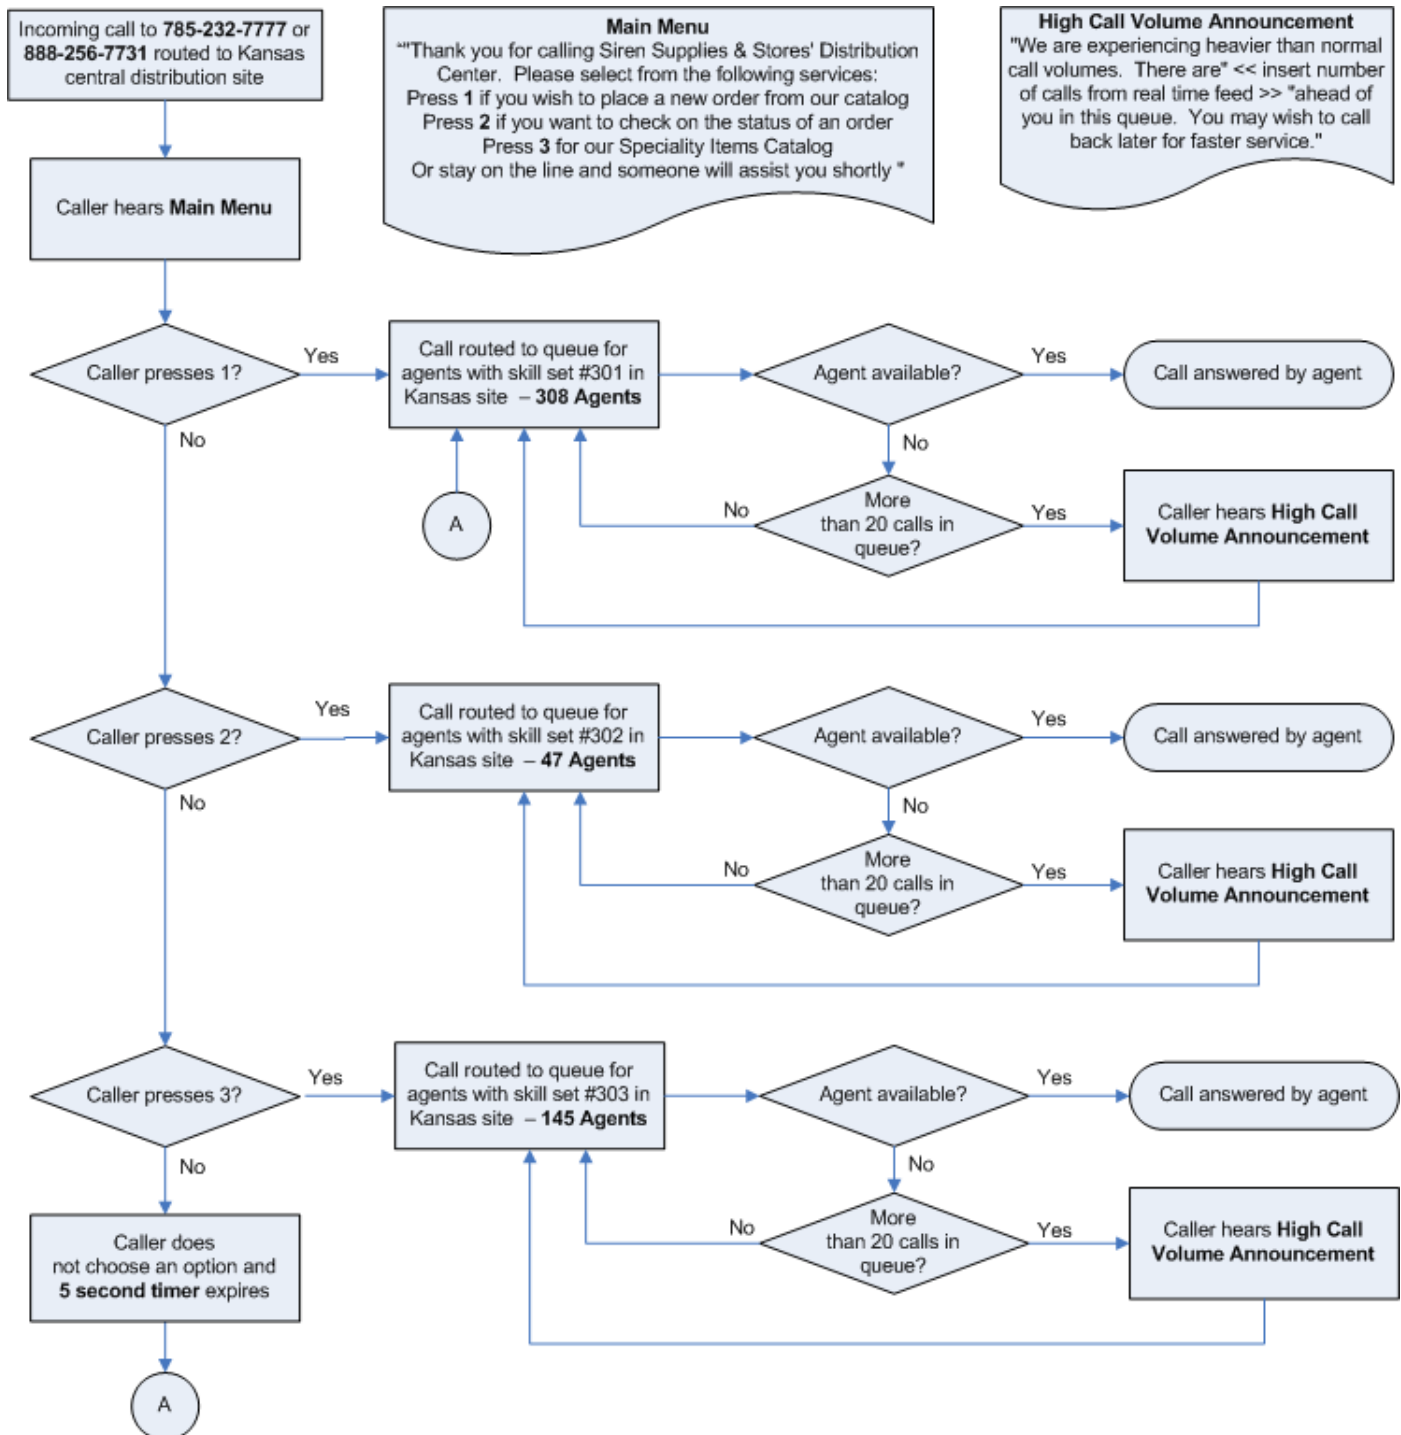 Incoming call to 785-232-7777 or
888-256-7731 routed to Kansas
central distribution site
Main Menu
""Thank you for calling Siren Supplies & Stores' Distribution
Center. Please select from the following services:
Press 1 if you wish to place a new order from our catalog
Press 2 if you want to check on the status of an order
Press 3 for our Speciality Items Catalog
Or stay on the line and someone will assist you shortly "
High Call Volume Announcement
"We are experiencing heavier than normal
call volumes. There are" << insert number
of calls from real time feed >> "ahead of
you in this queue. You may wish to call
back later for faster service."
Caller hears Main Menu
Caller presses 1?
Yes
No
Call routed to queue for
agents with skill set #301 in
Kansas site – 308 Agents
A
Agent available?
Yes
No
Call answered by agent
More
than 20 calls in
queue?
No
Yes
Caller hears High Call
Volume Announcement
Caller presses 2?
Yes
No
Call routed to queue for
agents with skill set #302 in
Kansas site – 47 Agents
Agent available?
Yes
No
Call answered by agent
More
than 20 calls in
queue?
No
Yes
Caller hears High Call
Volume Announcement
Caller presses 3?
Yes
No
Call routed to queue for
agents with skill set #303 in
Kansas site – 145 Agents
Agent available?
Yes
No
Call answered by agent
More
than 20 calls in
queue?
No
Yes
Caller hears High Call
Volume Announcement
Caller does
not choose an option and
5 second timer expires
A